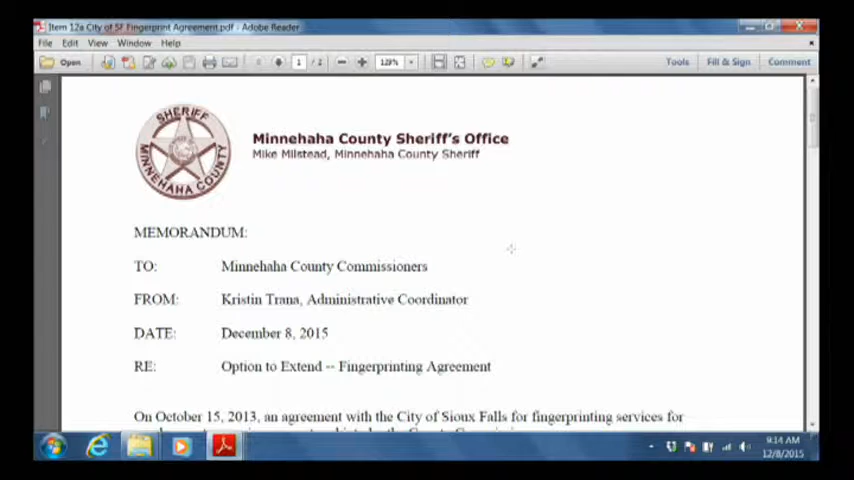 Item 12a City of SF Fingerprint Agreement.pdf - Adobe Reader
File Edit View Window Help
Open 1 / 2 129% Tools Fill & Sign Comment
SHERIFF
MINNEHAHA COUNTY
Minnehaha County Sheriff's Office
Mike Milstead, Minnehaha County Sheriff
MEMORANDUM:
TO: Minnehaha County Commissioners
FROM: Kristin Trana, Administrative Coordinator
DATE: December 8, 2015
RE: Option to Extend -- Fingerprinting Agreement
On October 15, 2013, an agreement with the City of Sioux Falls for fingerprinting services for
9:14 AM
12/8/2015